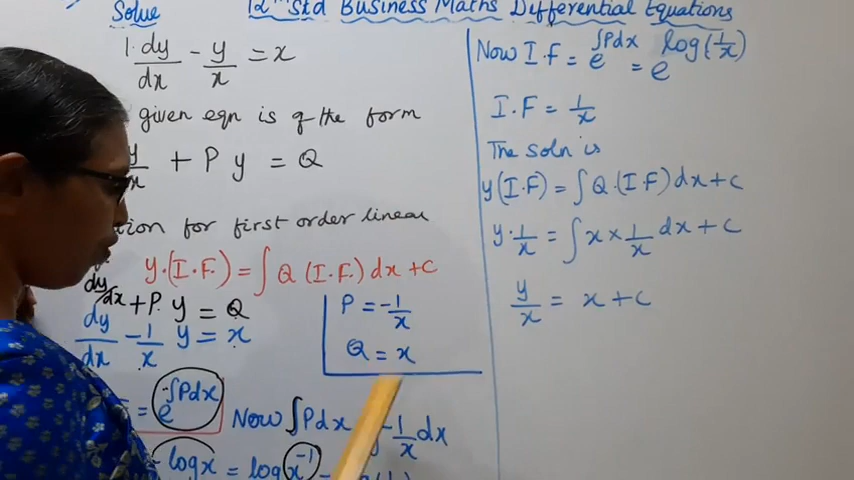 Solve 12th Std Business Maths Differential Equations
1. dy/dx - y/x = x
given eqn is of the form
y/x + P y = Q
for first order linear
y.(I.F.) = ∫ Q (I.F.) dx + c
dy/dx + P. y = Q
dy/dx - 1/x y = x
P = -1/x
Q = x
= e^∫Pdx Now ∫Pdx - 1/x dx
- log x = log x^-1
Now I.F = e^∫Pdx = e^log(1/x)
I.F = 1/x
The soln is
y(I.F) = ∫Q.(I.F) dx + c
y. 1/x = ∫ x × 1/x dx + c
y/x = x + c